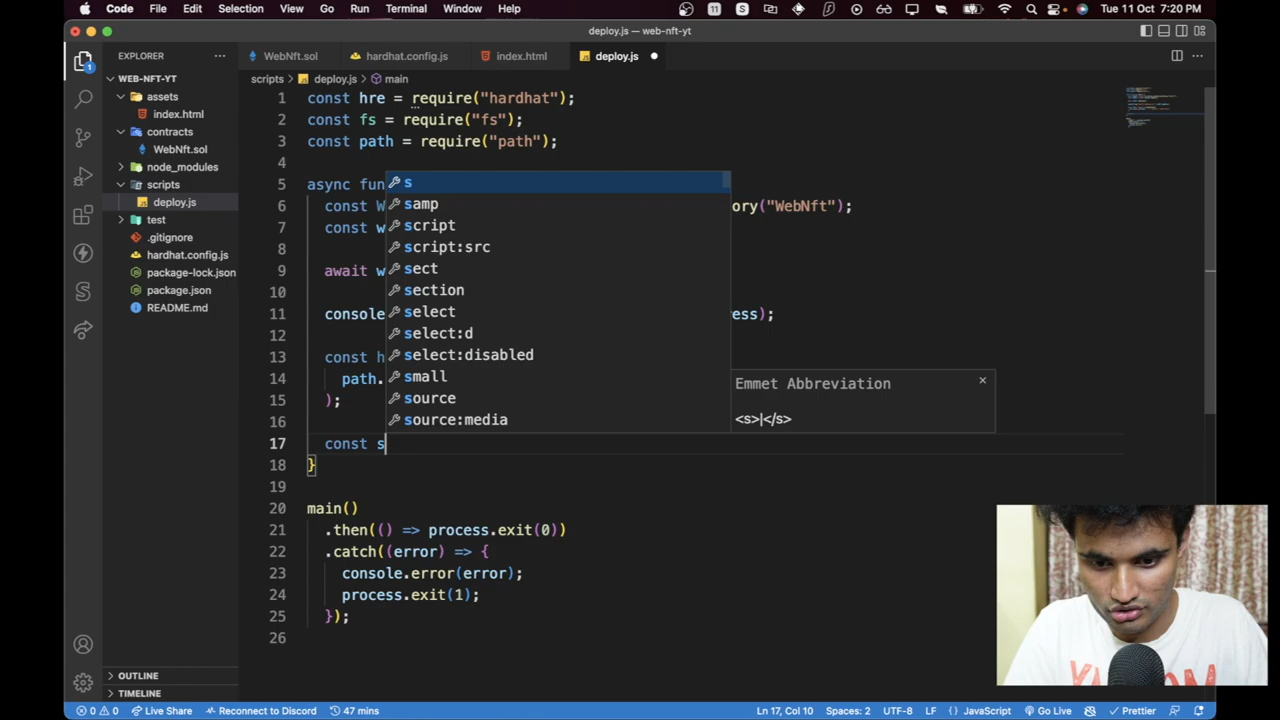 Code File Edit Selection View Go Run Terminal Window Help 11 S Tue 11 Oct 7:20 PM
deploy.js — web-nft-yt
EXPLORER
WebNft.sol hardhat.config.js index.html deploy.js
1
WEB-NFT-YT
scripts > deploy.js > main
assets
index.html
contracts
WebNft.sol
node_modules
scripts
deploy.js
test
.gitignore
hardhat.config.js
package-lock.json
package.json
README.md
OUTLINE
TIMELINE
1 const hre = require("hardhat");
2 const fs = require("fs");
3 const path = require("path");
4
5 async fun
6 const W ory("WebNft");
7 const w
8
9 await w
10
11 console ress);
12
13 const h
14 path.
15 );
16
17 const s
18 }
19
20 main()
21 .then(() => process.exit(0))
22 .catch((error) => {
23 console.error(error);
24 process.exit(1);
25 });
26
s
samp
script
script:src
sect
section
select
select:d
select:disabled
small
source
source:media
Emmet Abbreviation
<s>|</s>
0 0 Live Share Reconnect to Discord 47 mins Ln 17, Col 10 Spaces: 2 UTF-8 LF {} JavaScript Go Live Prettier